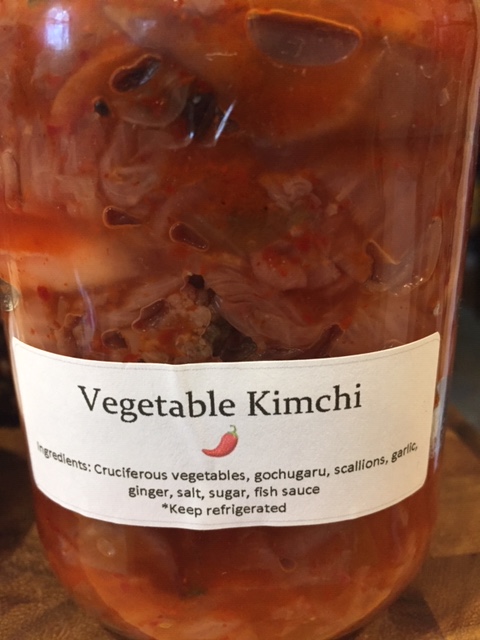 Vegetable Kimchi
Ingredients: Cruciferous vegetables, gochugaru, scallions, garlic,
ginger, salt, sugar, fish sauce
*Keep refrigerated